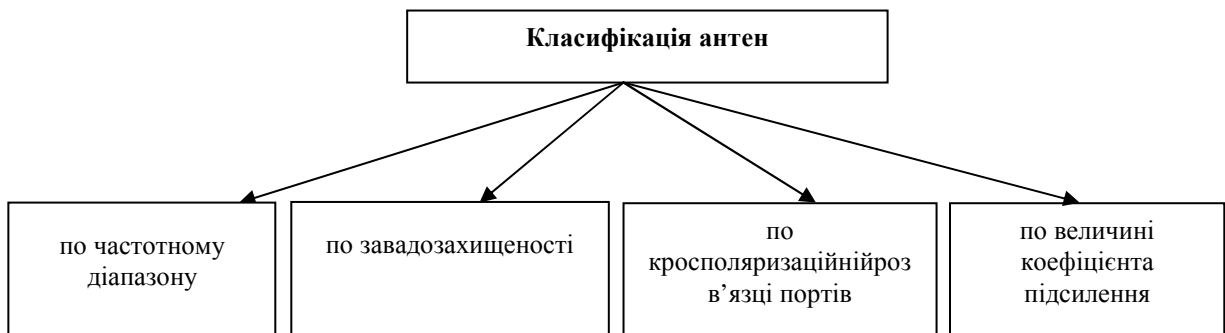 Класифікація антен
по частотному
діапазону
по завадозахищеності
по
кросполяризаційнійроз
в'язці портів
по величині
коефіцієнта
підсилення